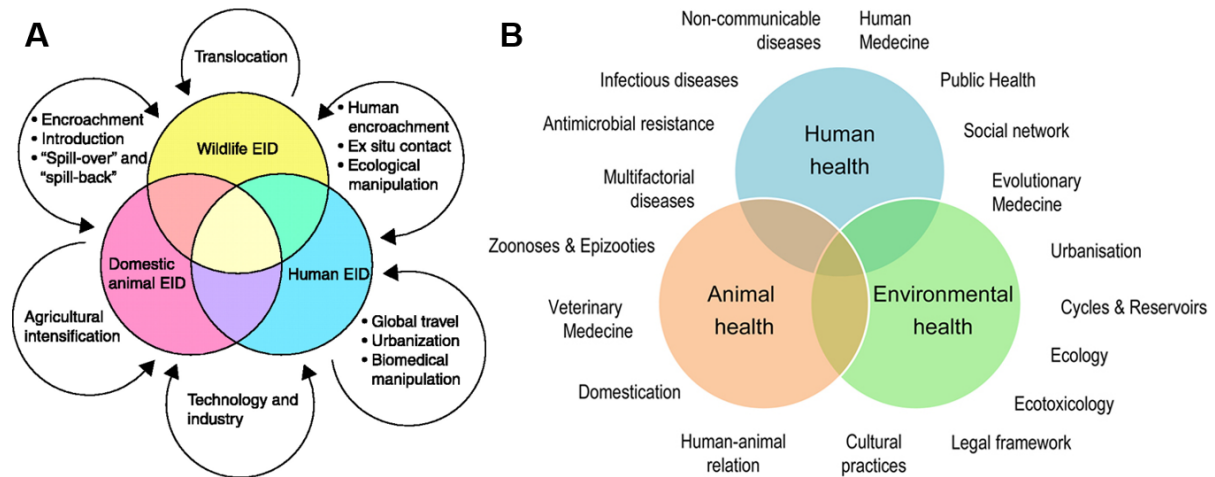 A
Translocation
• Encroachment
• Introduction
• "Spill-over" and
"spill-back"
Wildlife EID
• Human
encroachment
• Ex situ contact
• Ecological
manipulation
Domestic
animal EID
Human EID
Agricultural
intensification
• Global travel
• Urbanization
• Biomedical
manipulation
Technology and
industry
B
Non-communicable
diseases
Human
Medecine
Infectious diseases
Public Health
Antimicrobial resistance
Social network
Human
health
Multifactorial
diseases
Evolutionary
Medecine
Zoonoses & Epizooties
Urbanisation
Animal
health
Environmental
health
Veterinary
Medecine
Cycles & Reservoirs
Ecology
Domestication
Ecotoxicology
Human-animal
relation
Cultural
practices
Legal framework